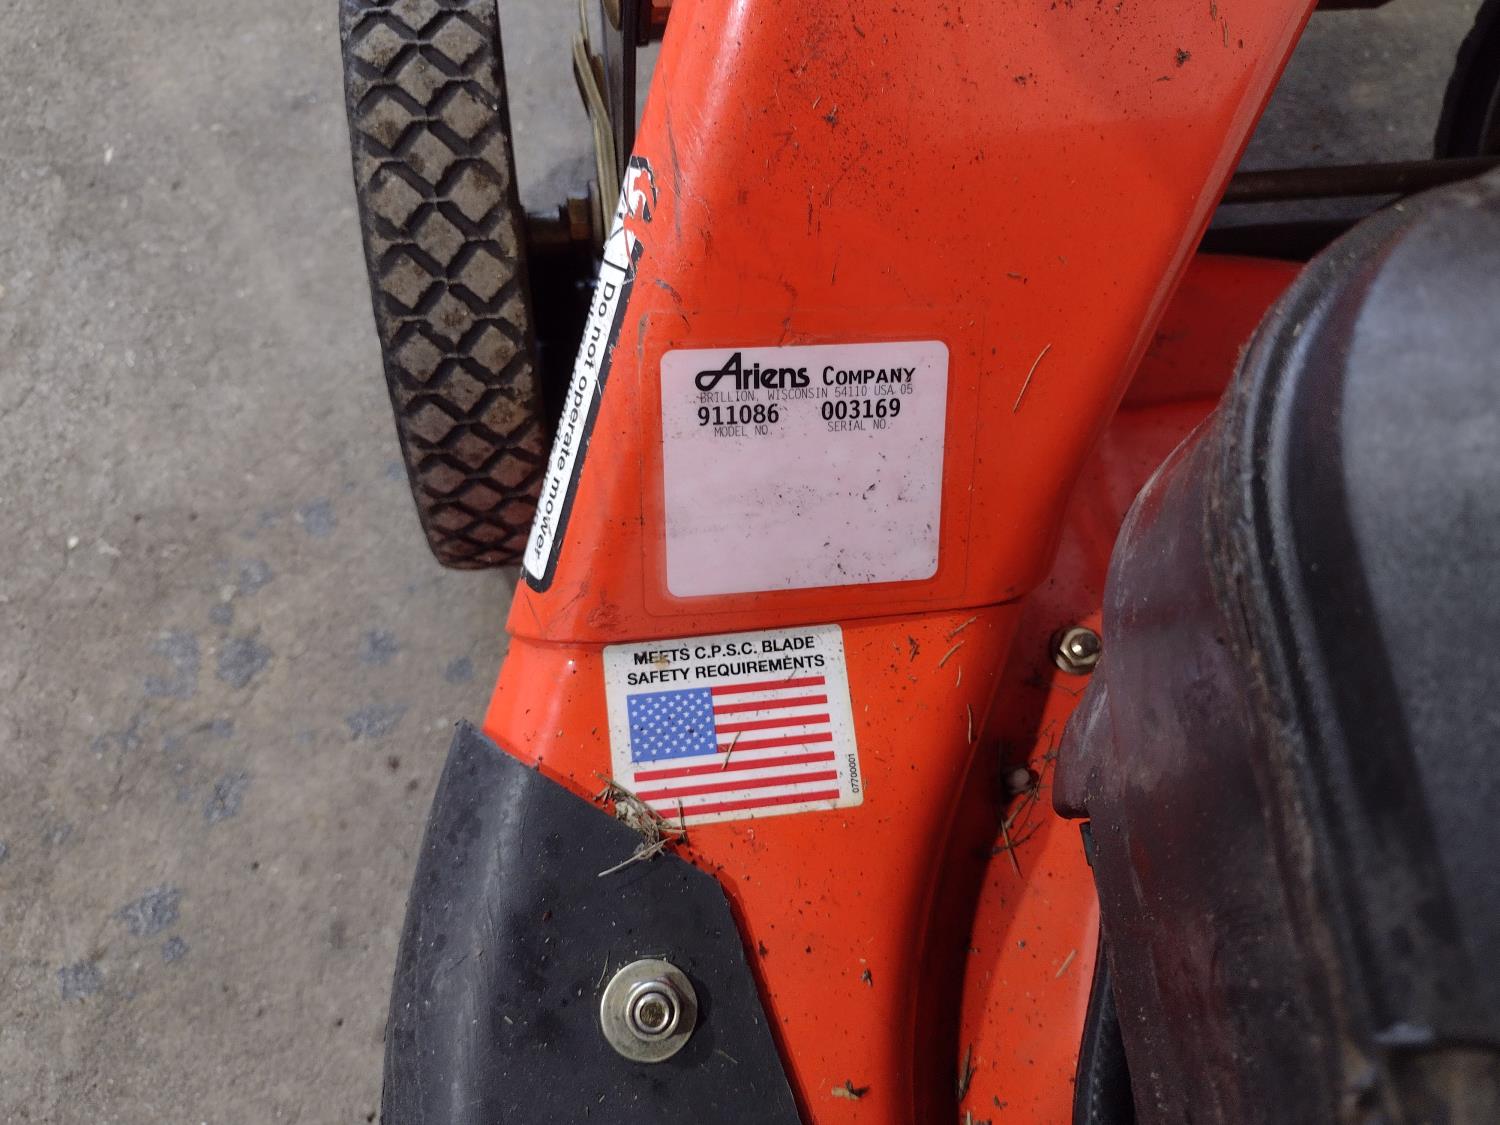 Do not operate mower
Ariens COMPANY
BRILLION, WISCONSIN 54110 USA 05
911086 003169
MODEL NO. SERIAL NO.
MEETS C.P.S.C. BLADE
SAFETY REQUIREMENTS
07700001